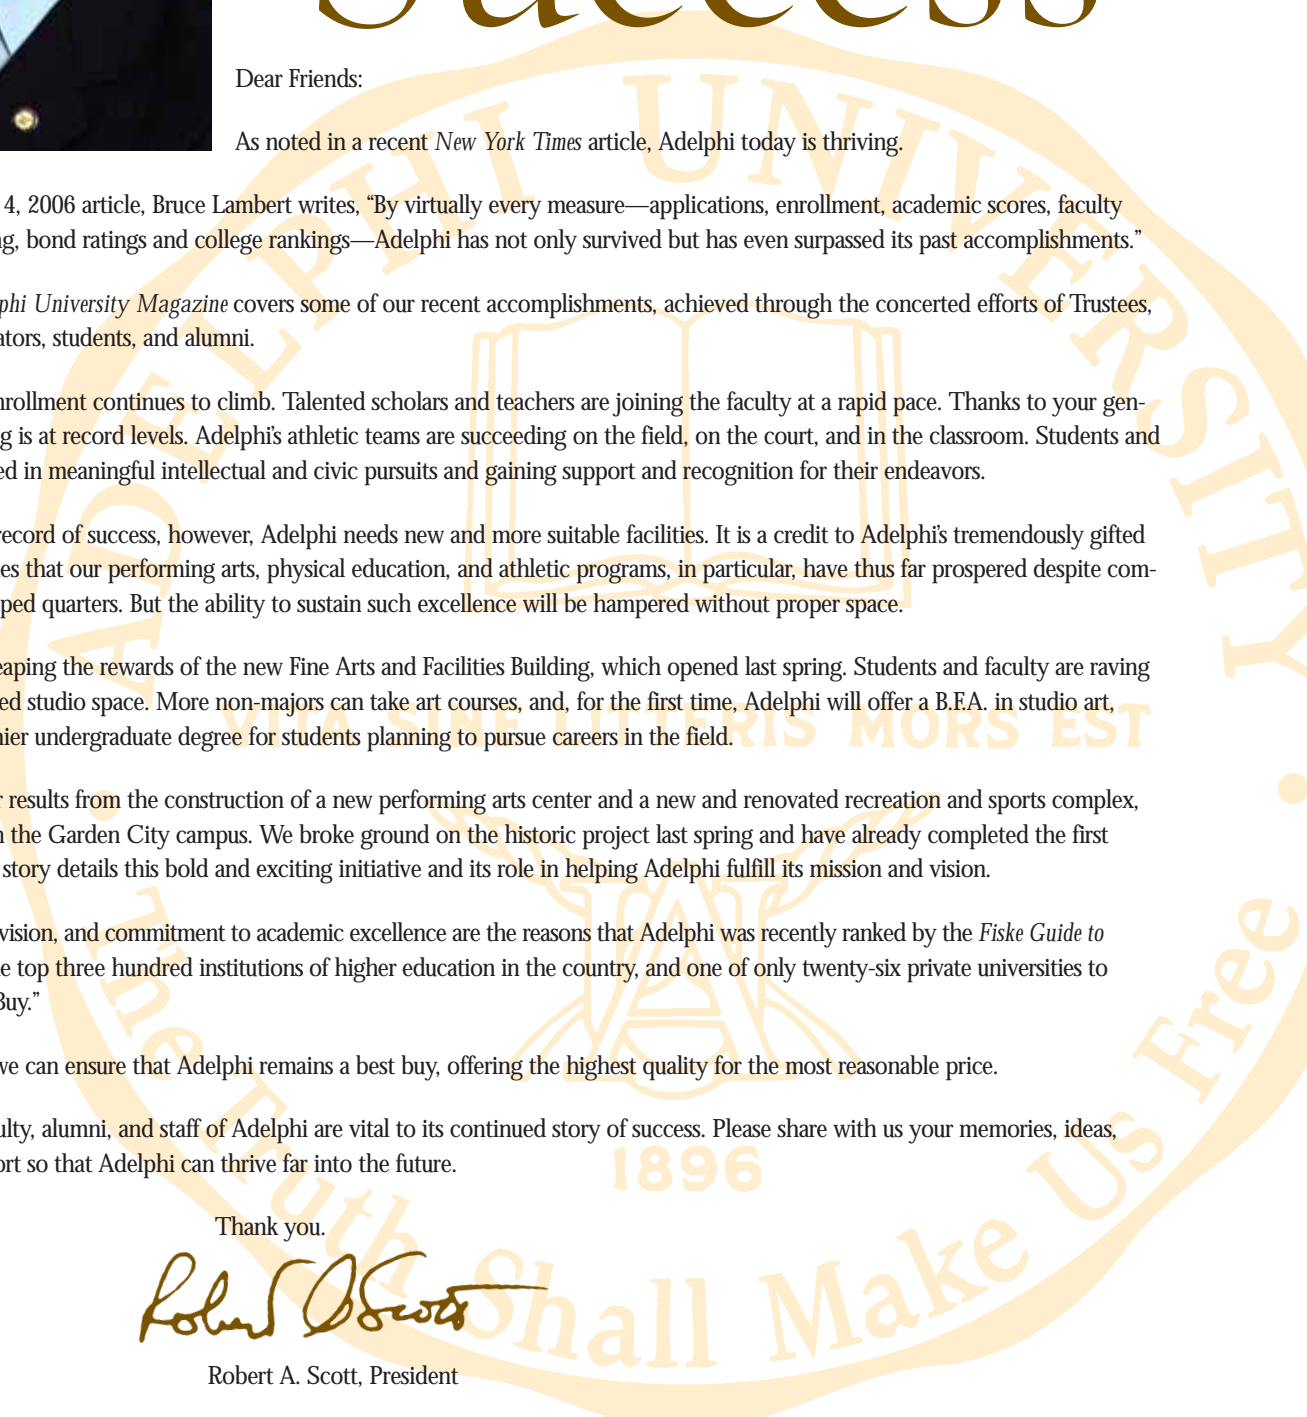 Success
Dear Friends:
As noted in a recent New York Times article, Adelphi today is thriving.
4, 2006 article, Bruce Lambert writes, “By virtually every measure—applications, enrollment, academic scores, faculty
bond ratings and college rankings—Adelphi has not only survived but has even surpassed its past accomplishments.”
University Magazine covers some of our recent accomplishments, achieved through the concerted efforts of Trustees,
students, and alumni.
continues to climb. Talented scholars and teachers are joining the faculty at a rapid pace. Thanks to your gen-
is at record levels. Adelphi’s athletic teams are succeeding on the field, on the court, and in the classroom. Students and
in meaningful intellectual and civic pursuits and gaining support and recognition for their endeavors.
record of success, however, Adelphi needs new and more suitable facilities. It is a credit to Adelphi’s tremendously gifted
that our performing arts, physical education, and athletic programs, in particular, have thus far prospered despite com-
quarters. But the ability to sustain such excellence will be hampered without proper space.
the rewards of the new Fine Arts and Facilities Building, which opened last spring. Students and faculty are raving
studio space. More non-majors can take art courses, and, for the first time, Adelphi will offer a B.F.A. in studio art,
undergraduate degree for students planning to pursue careers in the field.
results from the construction of a new performing arts center and a new and renovated recreation and sports complex,
the Garden City campus. We broke ground on the historic project last spring and have already completed the first
story details this bold and exciting initiative and its role in helping Adelphi fulfill its mission and vision.
vision, and commitment to academic excellence are the reasons that Adelphi was recently ranked by the Fiske Guide to
top three hundred institutions of higher education in the country, and one of only twenty-six private universities to
Buy.”
we can ensure that Adelphi remains a best buy, offering the highest quality for the most reasonable price.
alumni, and staff of Adelphi are vital to its continued story of success. Please share with us your memories, ideas,
so that Adelphi can thrive far into the future.
Thank you.
Robert A Scott
Robert A. Scott, President
ADELPHI UNIVERSITY
VITA SINE LITTERIS MORS EST
1896
The Truth Shall Make Us Free